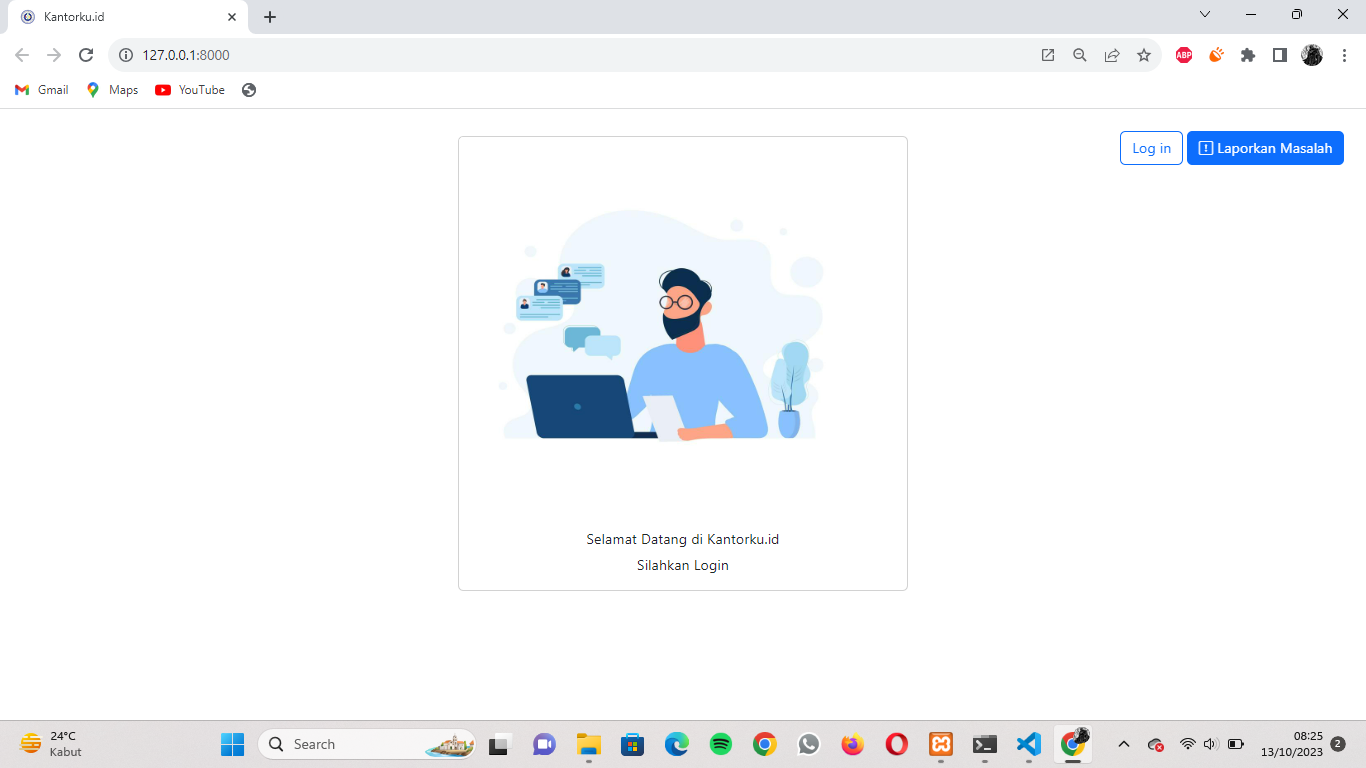 Kantorku.id
127.0.0.1:8000
ABP
Gmail
Maps
YouTube
Log in
Laporkan Masalah
Selamat Datang di Kantorku.id
Silahkan Login
24°C
Kabut
Search
08:25
13/10/2023
2